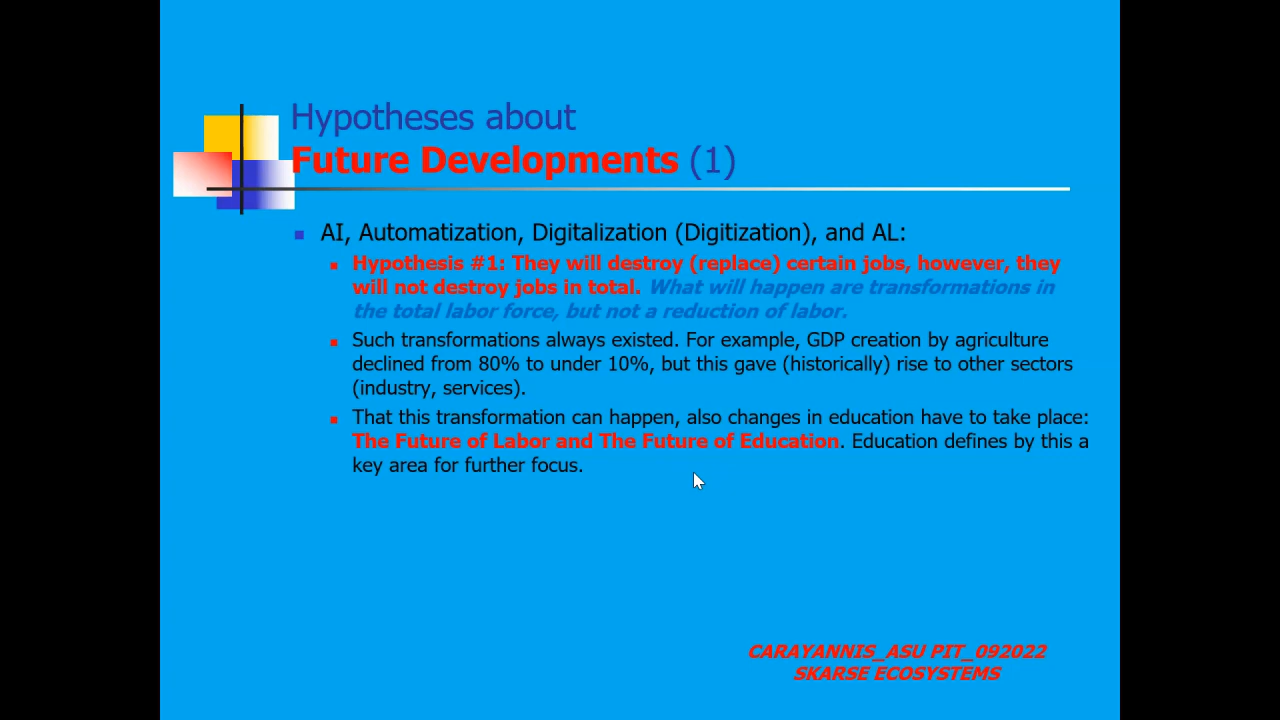 Hypotheses about
Future Developments (1)
AI, Automatization, Digitalization (Digitization), and AL:
Hypothesis #1: They will destroy (replace) certain jobs, however, they
will not destroy jobs in total. What will happen are transformations in
the total labor force, but not a reduction of labor.
Such transformations always existed. For example, GDP creation by agriculture
declined from 80% to under 10%, but this gave (historically) rise to other sectors
(industry, services).
That this transformation can happen, also changes in education have to take place:
The Future of Labor and The Future of Education. Education defines by this a
key area for further focus.
CARAYANNIS_ASU PIT_092022
SKARSE ECOSYSTEMS